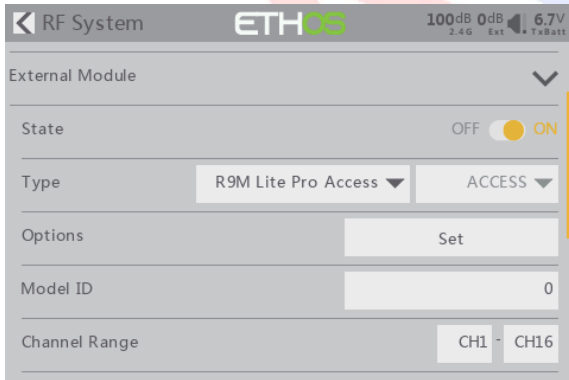 RF System ETHOS 100dB 0dB 6.7V
2.4G Ext TxBatt
External Module
State OFF ON
Type R9M Lite Pro Access ACCESS
Options Set
Model ID 0
Channel Range CH1 - CH16